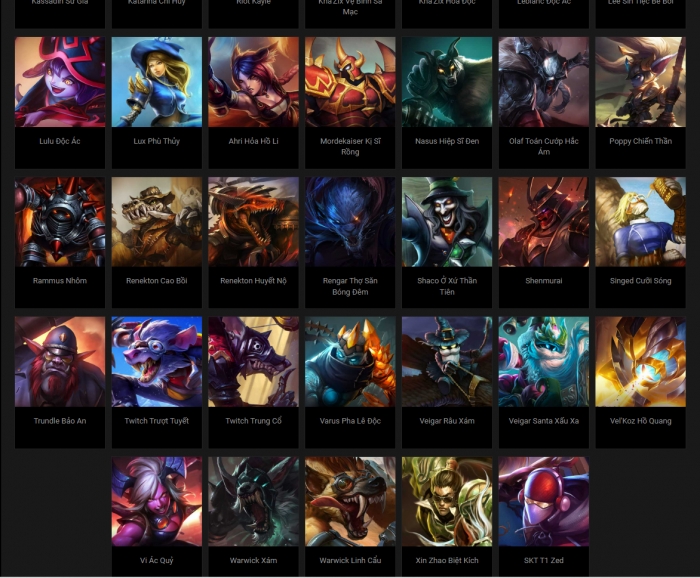 Kassadin Sứ Giả
Katarina Chỉ Huy
Riot Kayle
Kha'Zix Vệ Binh Sa
Mạc
Kha'Zix Hoa Độc
Leblanc Độc Ác
Lee Sin Tiệc Bể Bơi
Lulu Độc Ác
Lux Phù Thủy
Ahri Hỏa Hồ Li
Mordekaiser Kị Sĩ
Rồng
Nasus Hiệp Sĩ Đen
Olaf Toán Cướp Hắc
Ám
Poppy Chiến Thần
Rammus Nhôm
Renekton Cao Bồi
Renekton Huyết Nộ
Rengar Thợ Săn
Bóng Đêm
Shaco Ở Xứ Thần
Tiên
Shenmurai
Singed Cưỡi Sóng
Trundle Bảo An
Twitch Trượt Tuyết
Twitch Trung Cổ
Varus Pha Lê Độc
Veigar Râu Xám
Veigar Santa Xấu Xa
Vel'Koz Hồ Quang
Vi Ác Quỷ
Warwick Xám
Warwick Linh Cẩu
Xin Zhao Biệt Kích
SKT T1 Zed